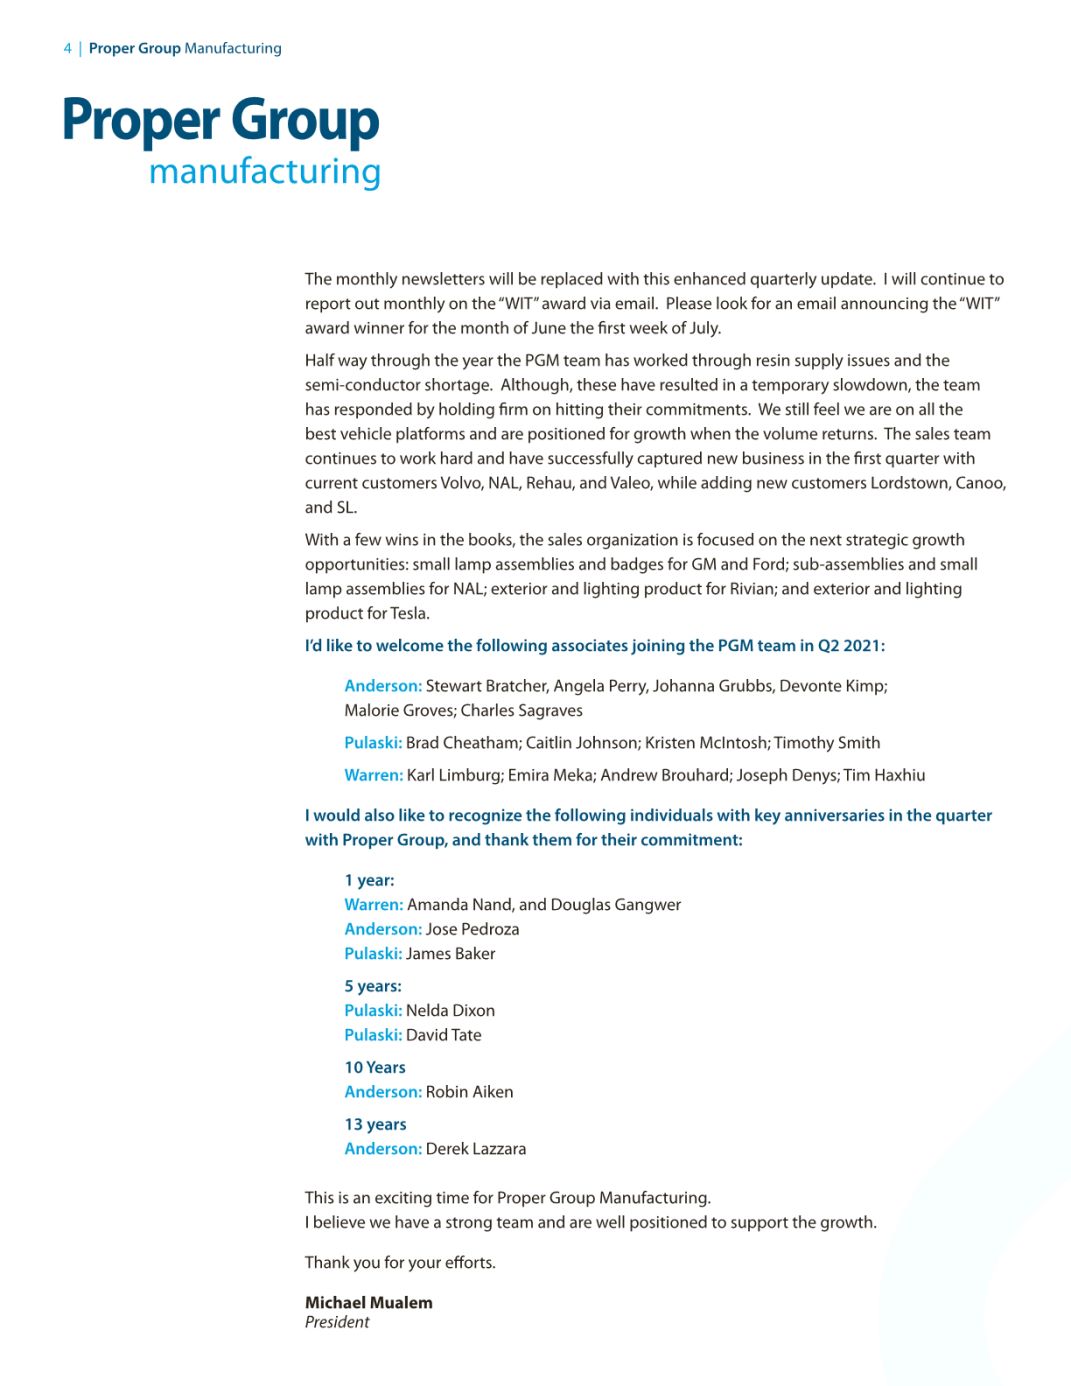 4 | Proper Group Manufacturing
Proper Group
manufacturing
The monthly newsletters will be replaced with this enhanced quarterly update.  I will continue to
report out monthly on the “WIT” award via email.  Please look for an email announcing the “WIT”
award winner for the month of June the first week of July.
Half way through the year the PGM team has worked through resin supply issues and the
semi-conductor shortage.  Although, these have resulted in a temporary slowdown, the team
has responded by holding firm on hitting their commitments.  We still feel we are on all the
best vehicle platforms and are positioned for growth when the volume returns.  The sales team
continues to work hard and have successfully captured new business in the first quarter with
current customers Volvo, NAL, Rehau, and Valeo, while adding new customers Lordstown, Canoo,
and SL.
With a few wins in the books, the sales organization is focused on the next strategic growth
opportunities: small lamp assemblies and badges for GM and Ford; sub-assemblies and small
lamp assemblies for NAL; exterior and lighting product for Rivian; and exterior and lighting
product for Tesla.
I’d like to welcome the following associates joining the PGM team in Q2 2021:
Anderson: Stewart Bratcher, Angela Perry, Johanna Grubbs, Devonte Kimp;
Malorie Groves; Charles Sagraves
Pulaski: Brad Cheatham; Caitlin Johnson; Kristen McIntosh; Timothy Smith
Warren: Karl Limburg; Emira Meka; Andrew Brouhard; Joseph Denys; Tim Haxhiu
I would also like to recognize the following individuals with key anniversaries in the quarter
with Proper Group, and thank them for their commitment:
1 year:
Warren: Amanda Nand, and Douglas Gangwer
Anderson: Jose Pedroza
Pulaski: James Baker
5 years:
Pulaski: Nelda Dixon
Pulaski: David Tate
10 Years
Anderson: Robin Aiken
13 years
Anderson: Derek Lazzara
This is an exciting time for Proper Group Manufacturing.
I believe we have a strong team and are well positioned to support the growth.
Thank you for your efforts.
Michael Mualem
President